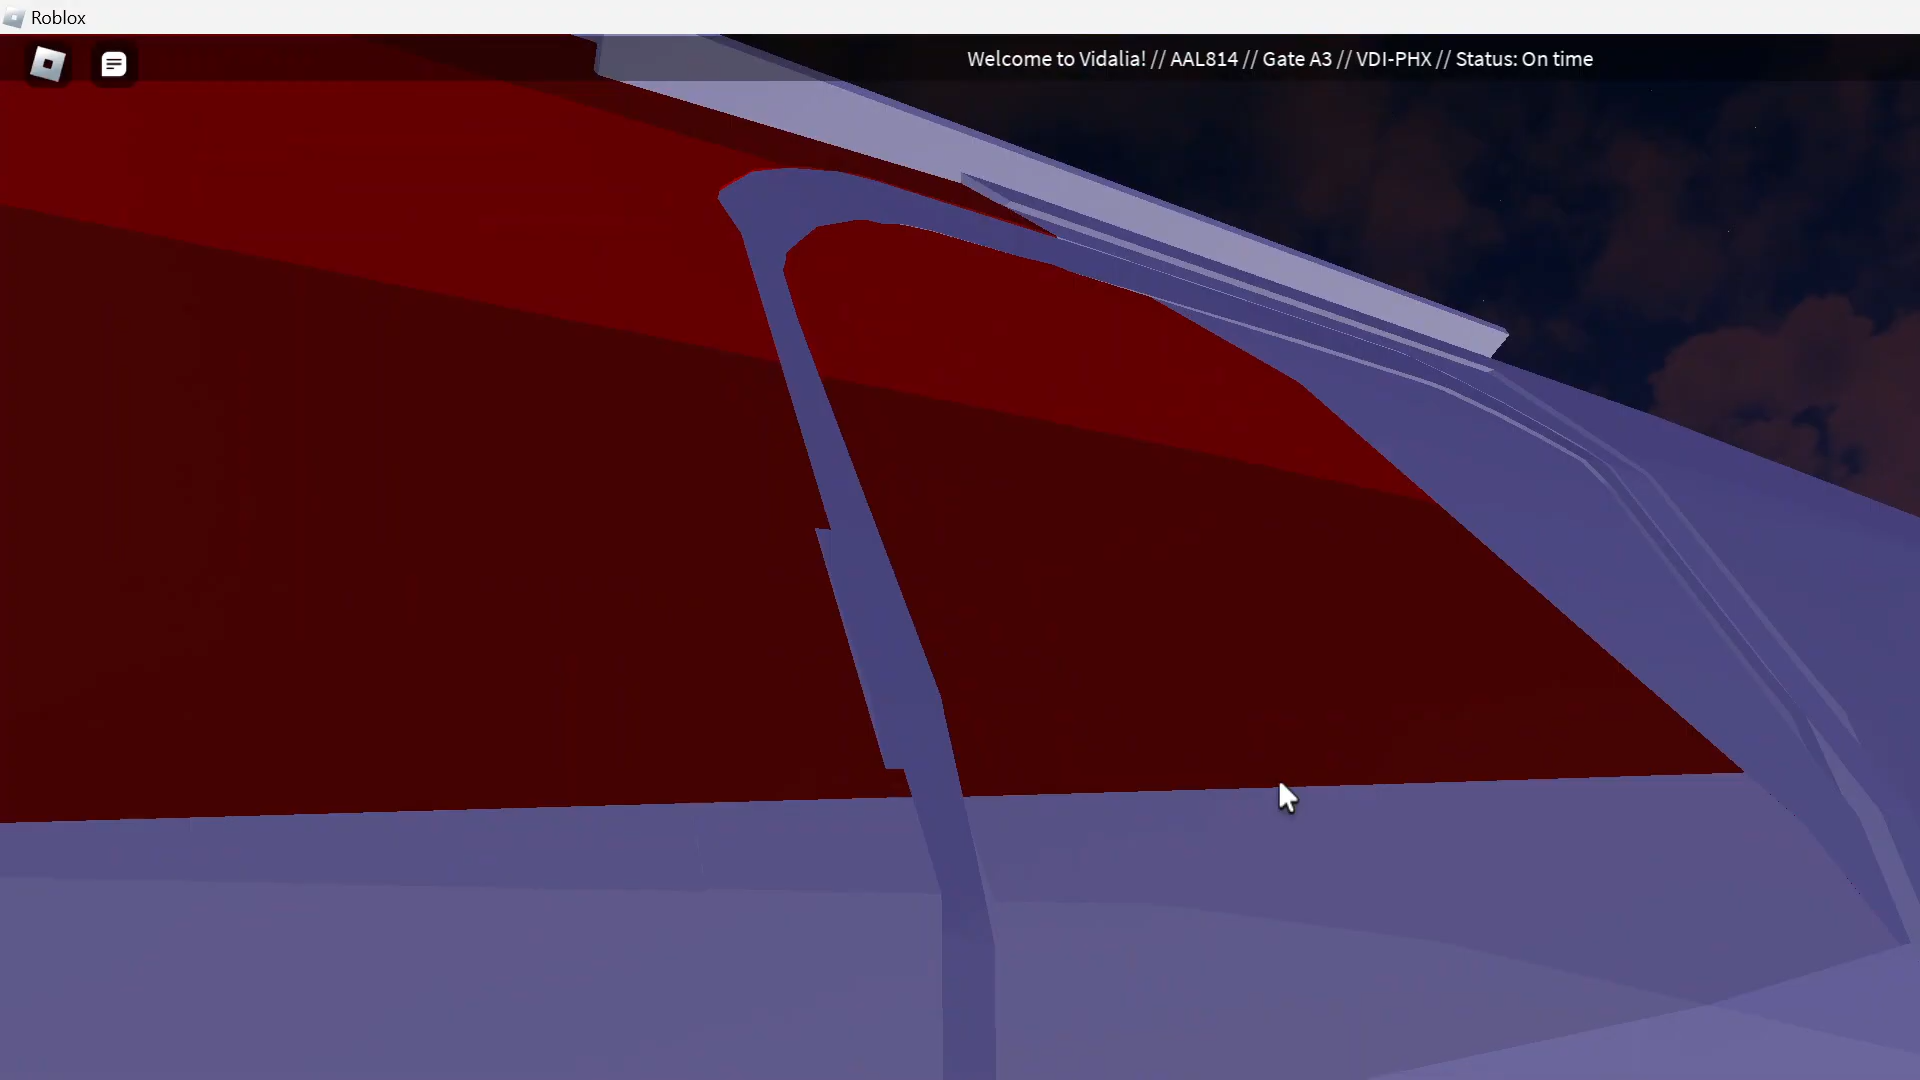 Roblox
Welcome to Vidalia! // AAL814 // Gate A3 // VDI-PHX // Status: On time